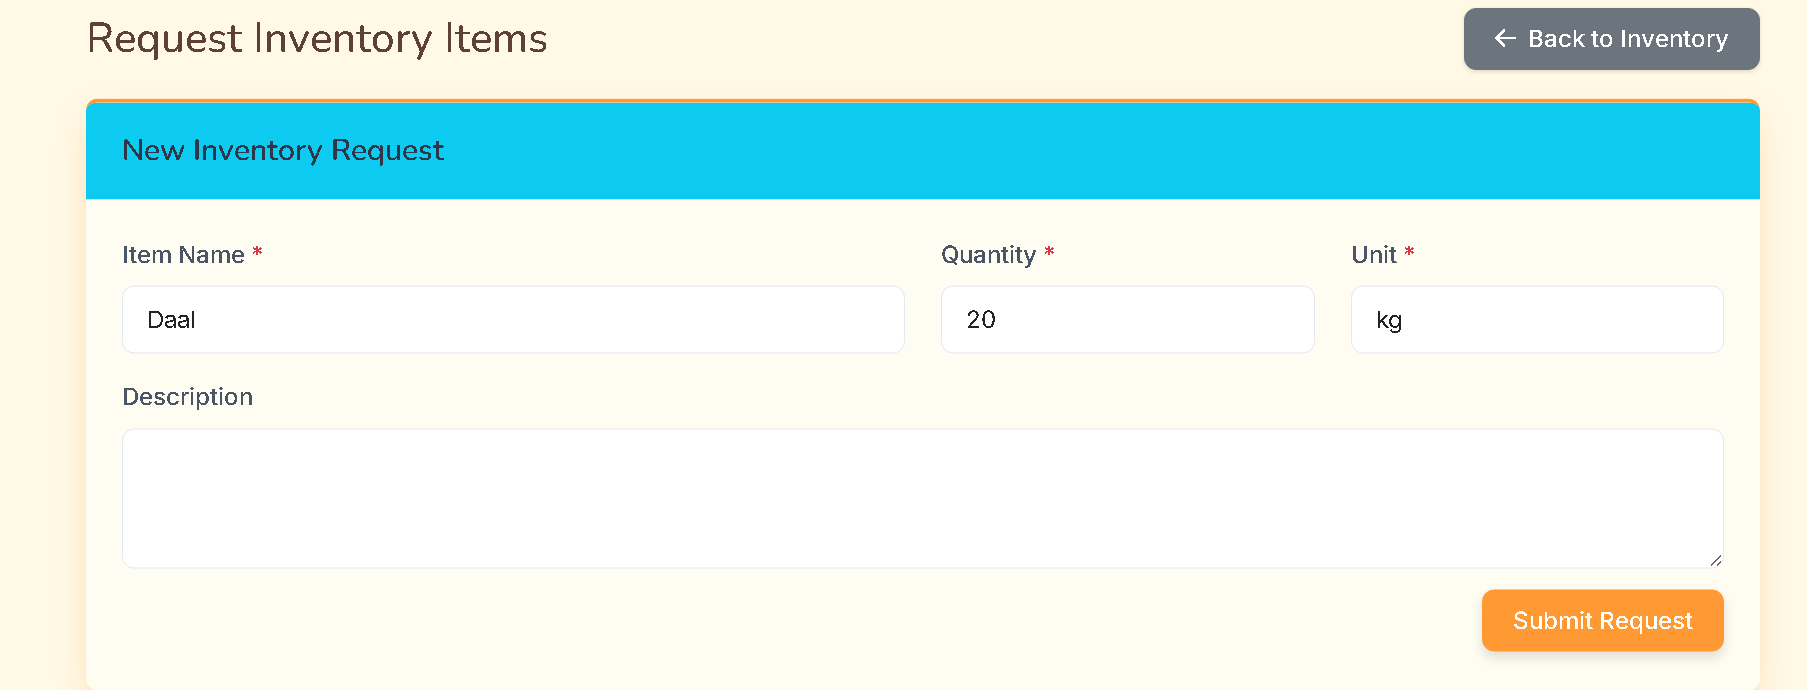 Request Inventory Items
← Back to Inventory
New Inventory Request
Item Name *
Quantity *
Unit *
Daal
20
kg
Description
Submit Request